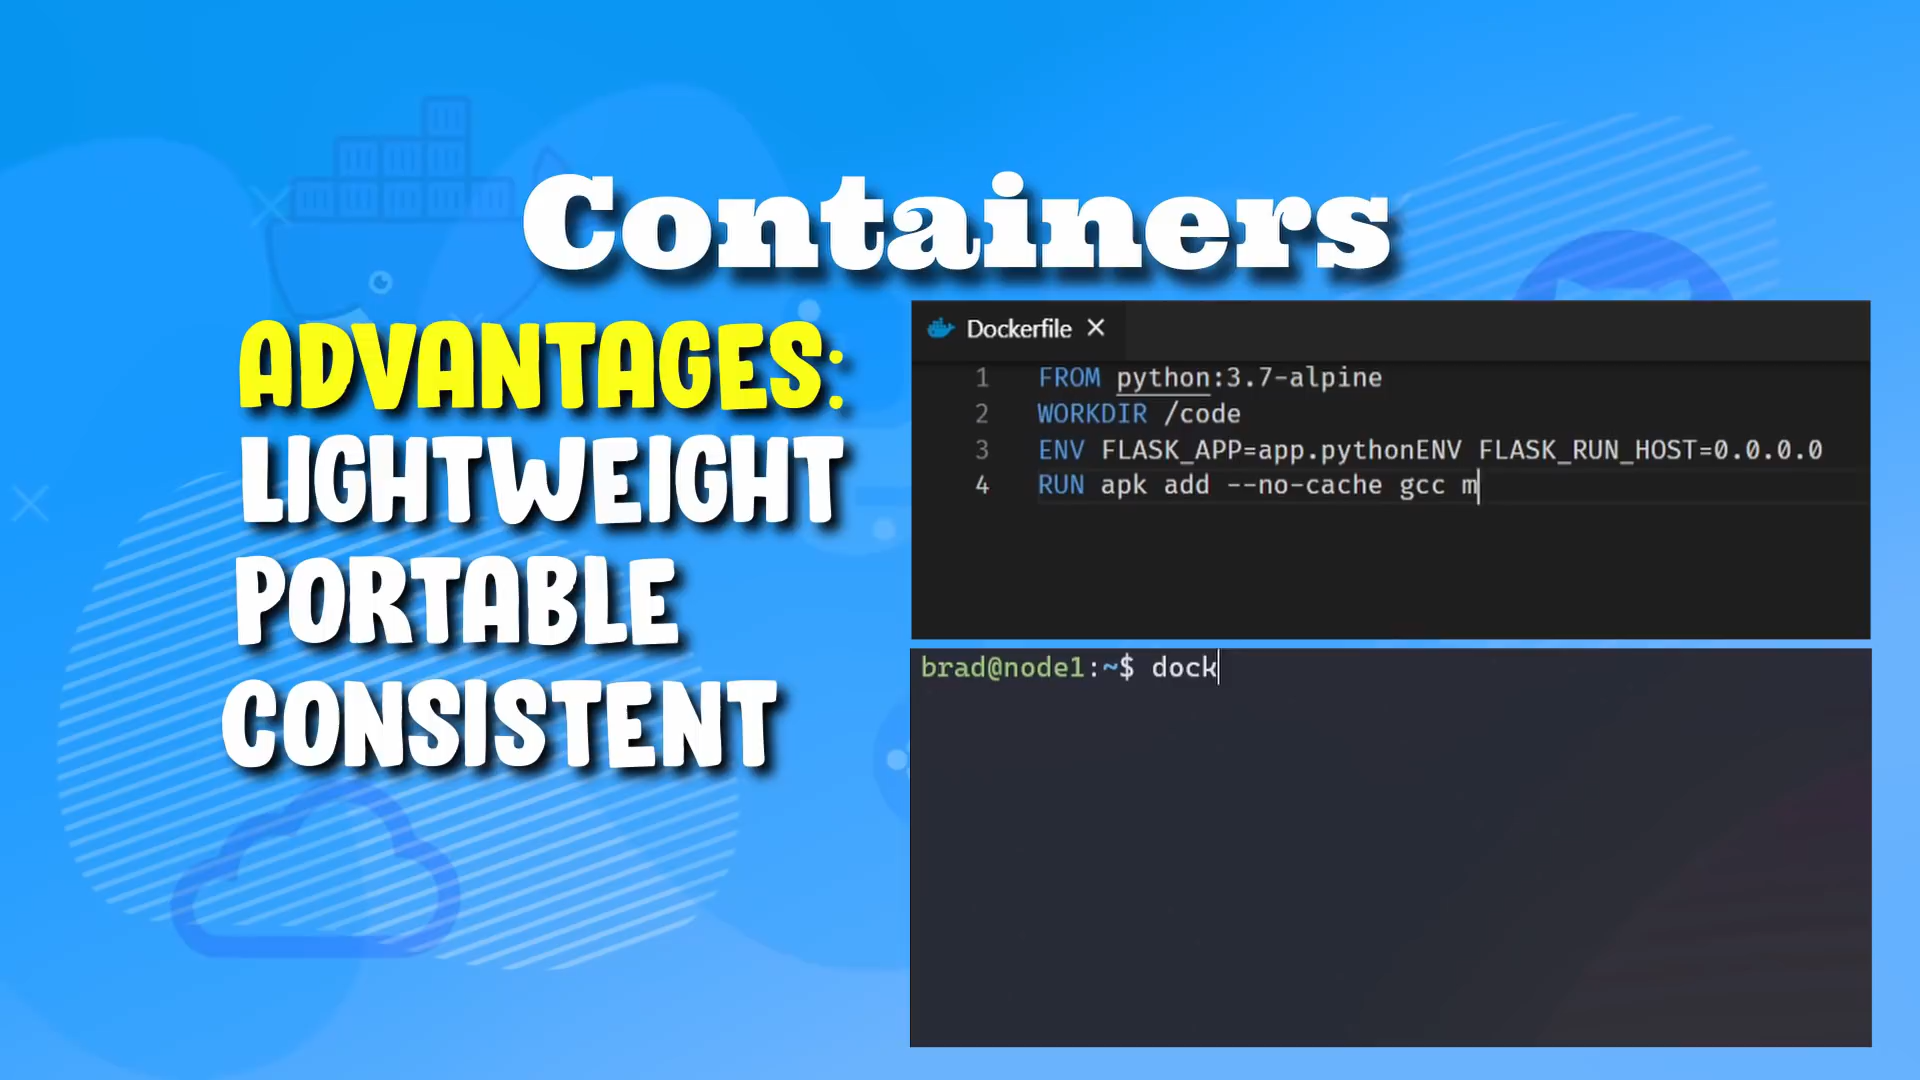 Containers
ADVANTAGES:
LIGHTWEIGHT
PORTABLE
CONSISTENT
Dockerfile ×
1 FROM python:3.7-alpine
2 WORKDIR /code
3 ENV FLASK_APP=app.pythonENV FLASK_RUN_HOST=0.0.0.0
4 RUN apk add --no-cache gcc m
brad@node1:~$ dock